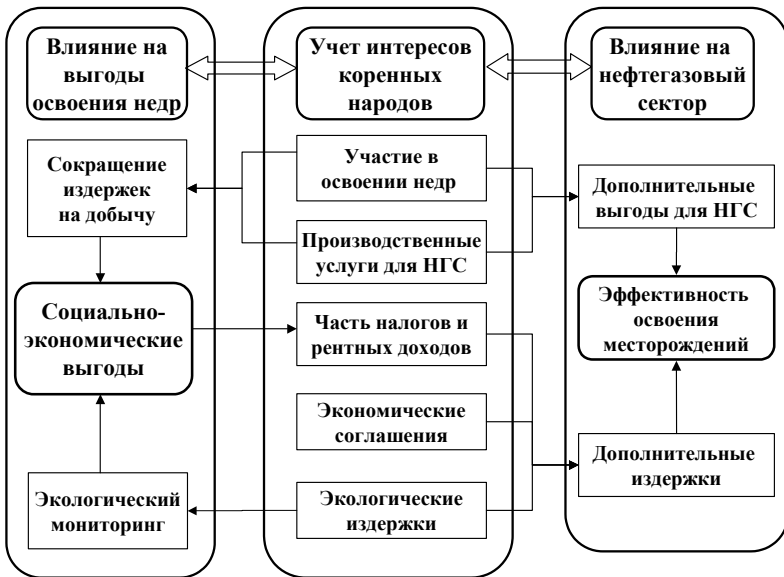 Влияние на
выгоды
освоения недр
Учет интересов
коренных
народов
Влияние на
нефтегазовый
сектор
Сокращение
издержек
на добычу
Участие в
освоении недр
Дополнительные
выгоды для НГС
Производственные
услуги для НГС
Социально-
экономические
выгоды
Часть налогов и
рентных доходов
Эффективность
освоения
месторождений
Экономические
соглашения
Дополнительные
издержки
Экологический
мониторинг
Экологические
издержки